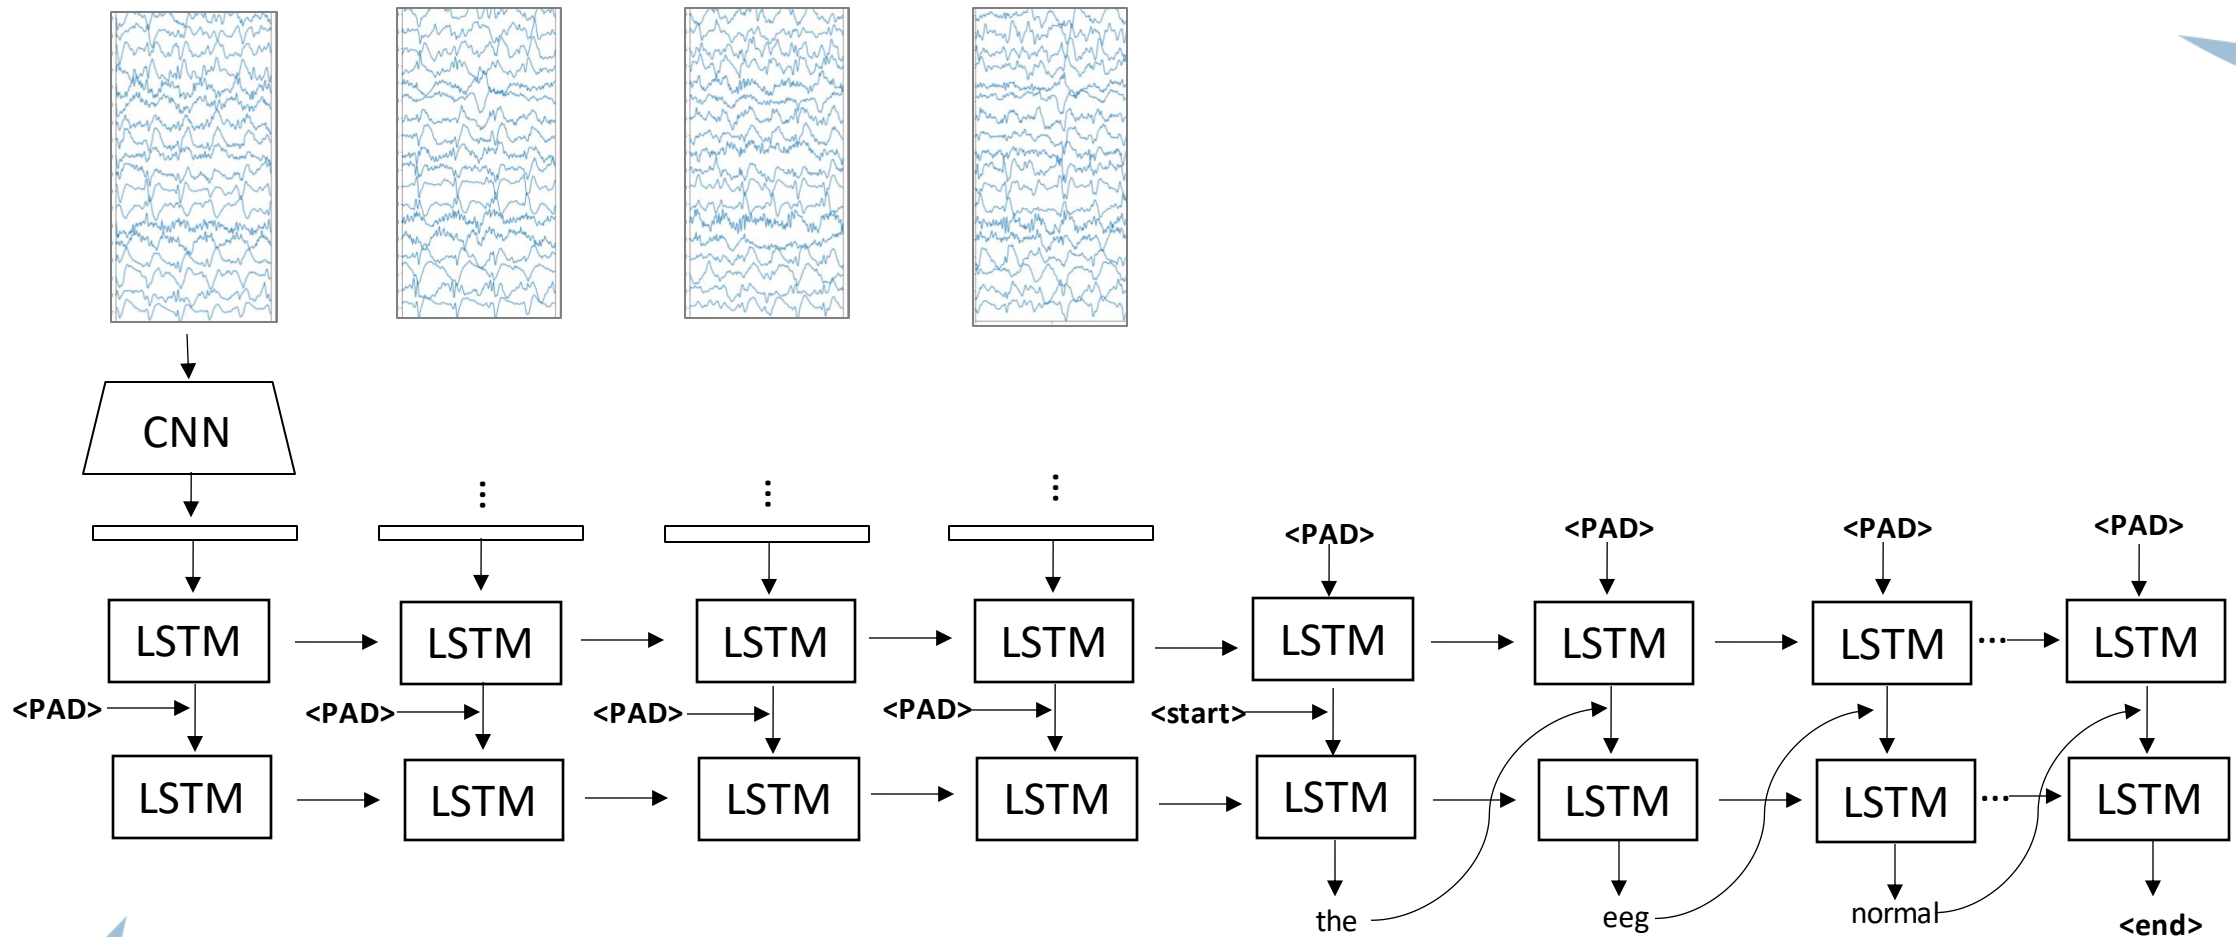 CNN
⋮ ⋮ ⋮
<PAD> <PAD> <PAD> <PAD>
LSTM LSTM LSTM LSTM LSTM LSTM LSTM ... LSTM
<PAD> <PAD> <PAD> <PAD> <start>
LSTM LSTM LSTM LSTM LSTM LSTM LSTM ... LSTM
the eeg normal <end>